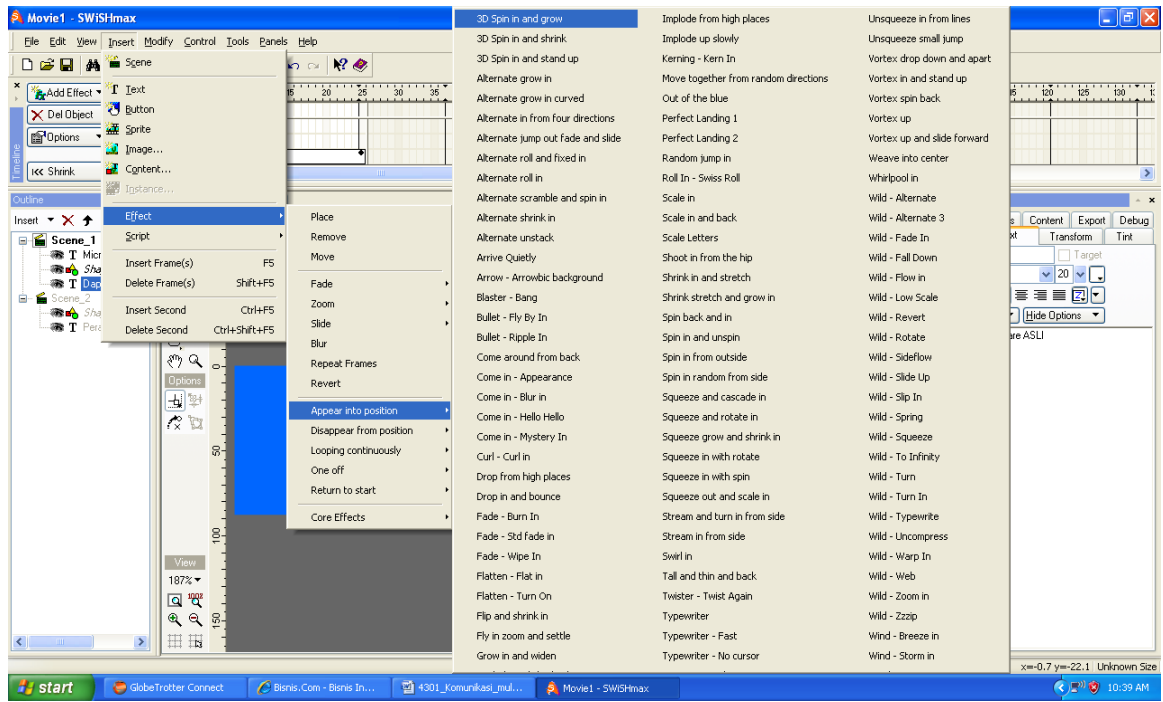 Movie1 - SWiSHmax
File Edit View Insert Modify Control Tools Panels Help
Add Effect
Del Object
Options
Shrink
Timeline
15 20 25 30 35
115 120 125 130
Outline
Insert
Scene_1
T Micr
Sha
T Dap
Scene_2
Sha
T Pera
Scene
Text
Button
Sprite
Image...
Content...
Instance...
Effect
Script
Insert Frame(s) F5
Delete Frame(s) Shift+F5
Insert Second Ctrl+F5
Delete Second Ctrl+Shift+F5
Place
Remove
Move
Fade
Zoom
Slide
Blur
Repeat Frames
Revert
Appear into position
Disappear from position
Looping continuously
One off
Return to start
Core Effects
3D Spin in and grow
3D Spin in and shrink
3D Spin in and stand up
Alternate grow in
Alternate grow in curved
Alternate in from four directions
Alternate jump out fade and slide
Alternate roll and fixed in
Alternate roll in
Alternate scramble and spin in
Alternate shrink in
Alternate unstack
Arrive Quietly
Arrow - Arrowbic background
Blaster - Bang
Bullet - Fly By In
Bullet - Ripple In
Come around from back
Come in - Appearance
Come in - Blur in
Come in - Hello Hello
Come in - Mystery In
Curl - Curl in
Drop from high places
Drop in and bounce
Fade - Burn In
Fade - Std fade in
Fade - Wipe In
Flatten - Flat in
Flatten - Turn On
Flip and shrink in
Fly in zoom and settle
Grow in and widen
Implode from high places
Implode up slowly
Kerning - Kern In
Move together from random directions
Out of the blue
Perfect Landing 1
Perfect Landing 2
Random jump in
Roll In - Swiss Roll
Scale in
Scale in and back
Scale Letters
Shoot in from the hip
Shrink in and stretch
Shrink stretch and grow in
Spin back and in
Spin in and unspin
Spin in from outside
Spin in random from side
Squeeze and cascade in
Squeeze and rotate in
Squeeze grow and shrink in
Squeeze in with rotate
Squeeze in with spin
Squeeze out and scale in
Stream and turn in from side
Stream in from side
Swirl in
Tall and thin and back
Twister - Twist Again
Typewriter
Typewriter - Fast
Typewriter - No cursor
Unsqueeze in from lines
Unsqueeze small jump
Vortex drop down and apart
Vortex in and stand up
Vortex spin back
Vortex up
Vortex up and slide forward
Weave into center
Whirlpool in
Wild - Alternate
Wild - Alternate 3
Wild - Fade In
Wild - Fall Down
Wild - Flow in
Wild - Low Scale
Wild - Revert
Wild - Rotate
Wild - Sideflow
Wild - Slide Up
Wild - Slip In
Wild - Spring
Wild - Squeeze
Wild - To Infinity
Wild - Turn
Wild - Turn In
Wild - Typewrite
Wild - Uncompress
Wild - Warp In
Wild - Web
Wild - Zoom in
Wild - Zzzip
Wind - Breeze in
Wind - Storm in
Content Export Debug
Transform Tint
Target
20
Hide Options
are ASLI
Options
View
187%
0
50
100
150
x=-0.7 y=-22.1 Unknown Size
start
GlobeTrotter Connect
Bisnis.Com - Bisnis In...
4301_Komunikasi_mul...
Movie1 - SWiSHmax
10:39 AM